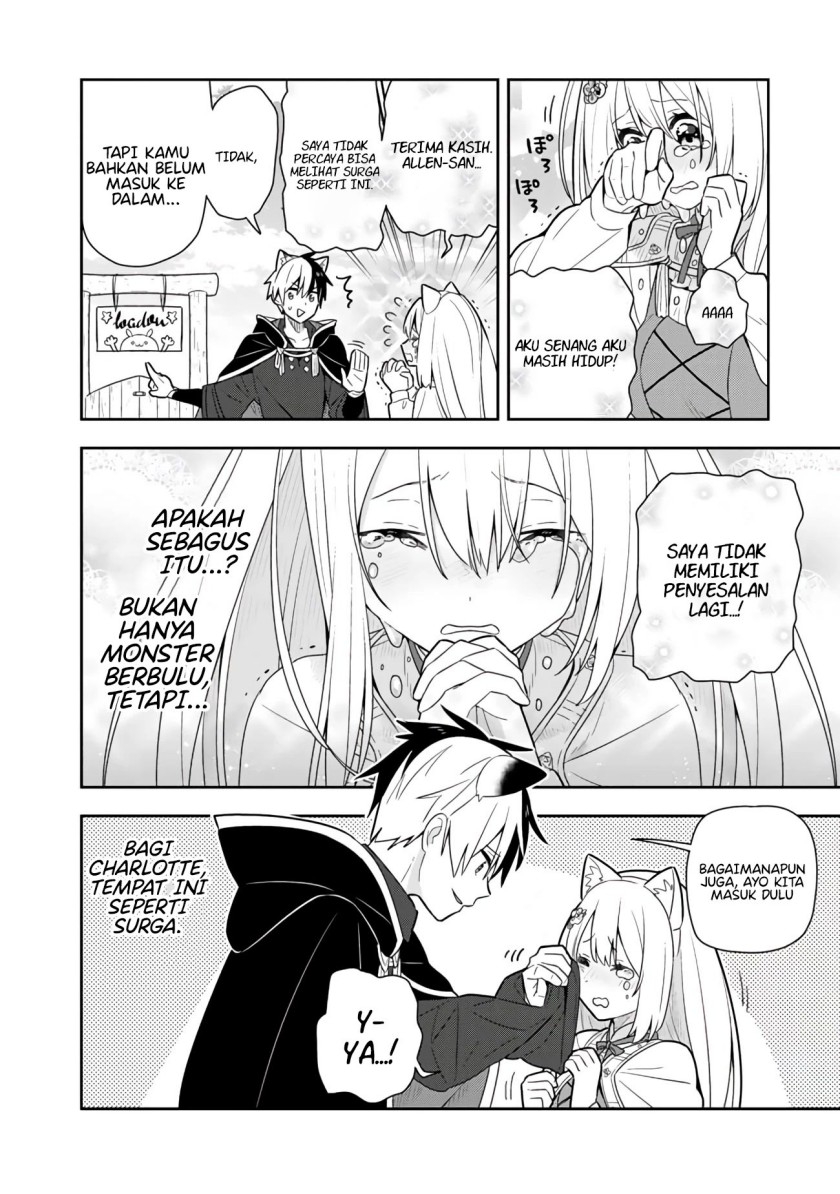 ぽろ
ぽろ
AAAA
AKU SENANG AKU
MASIH HIDUP!
TERIMA KASIH.
ALLEN-SAN...
SAYA TIDAK
PERCAYA BISA
MELIHAT SURGA
SEPERTI INI.
TIDAK,
TAPI KAMU
BAHKAN BELUM
MASUK KE
DALAM...
SAYA TIDAK
MEMILIKI
PENYESALAN
LAGI...!
APAKAH
SEBAGUS
ITU...?
BUKAN
HANYA
MONSTER
BERBULU,
TETAPI...
BAGAIMANAPUN
JUGA, AYO KITA
MASUK DULU
BAGI
CHARLOTTE,
TEMPAT INI
SEPERTI
SURGA.
Y-
YA...!